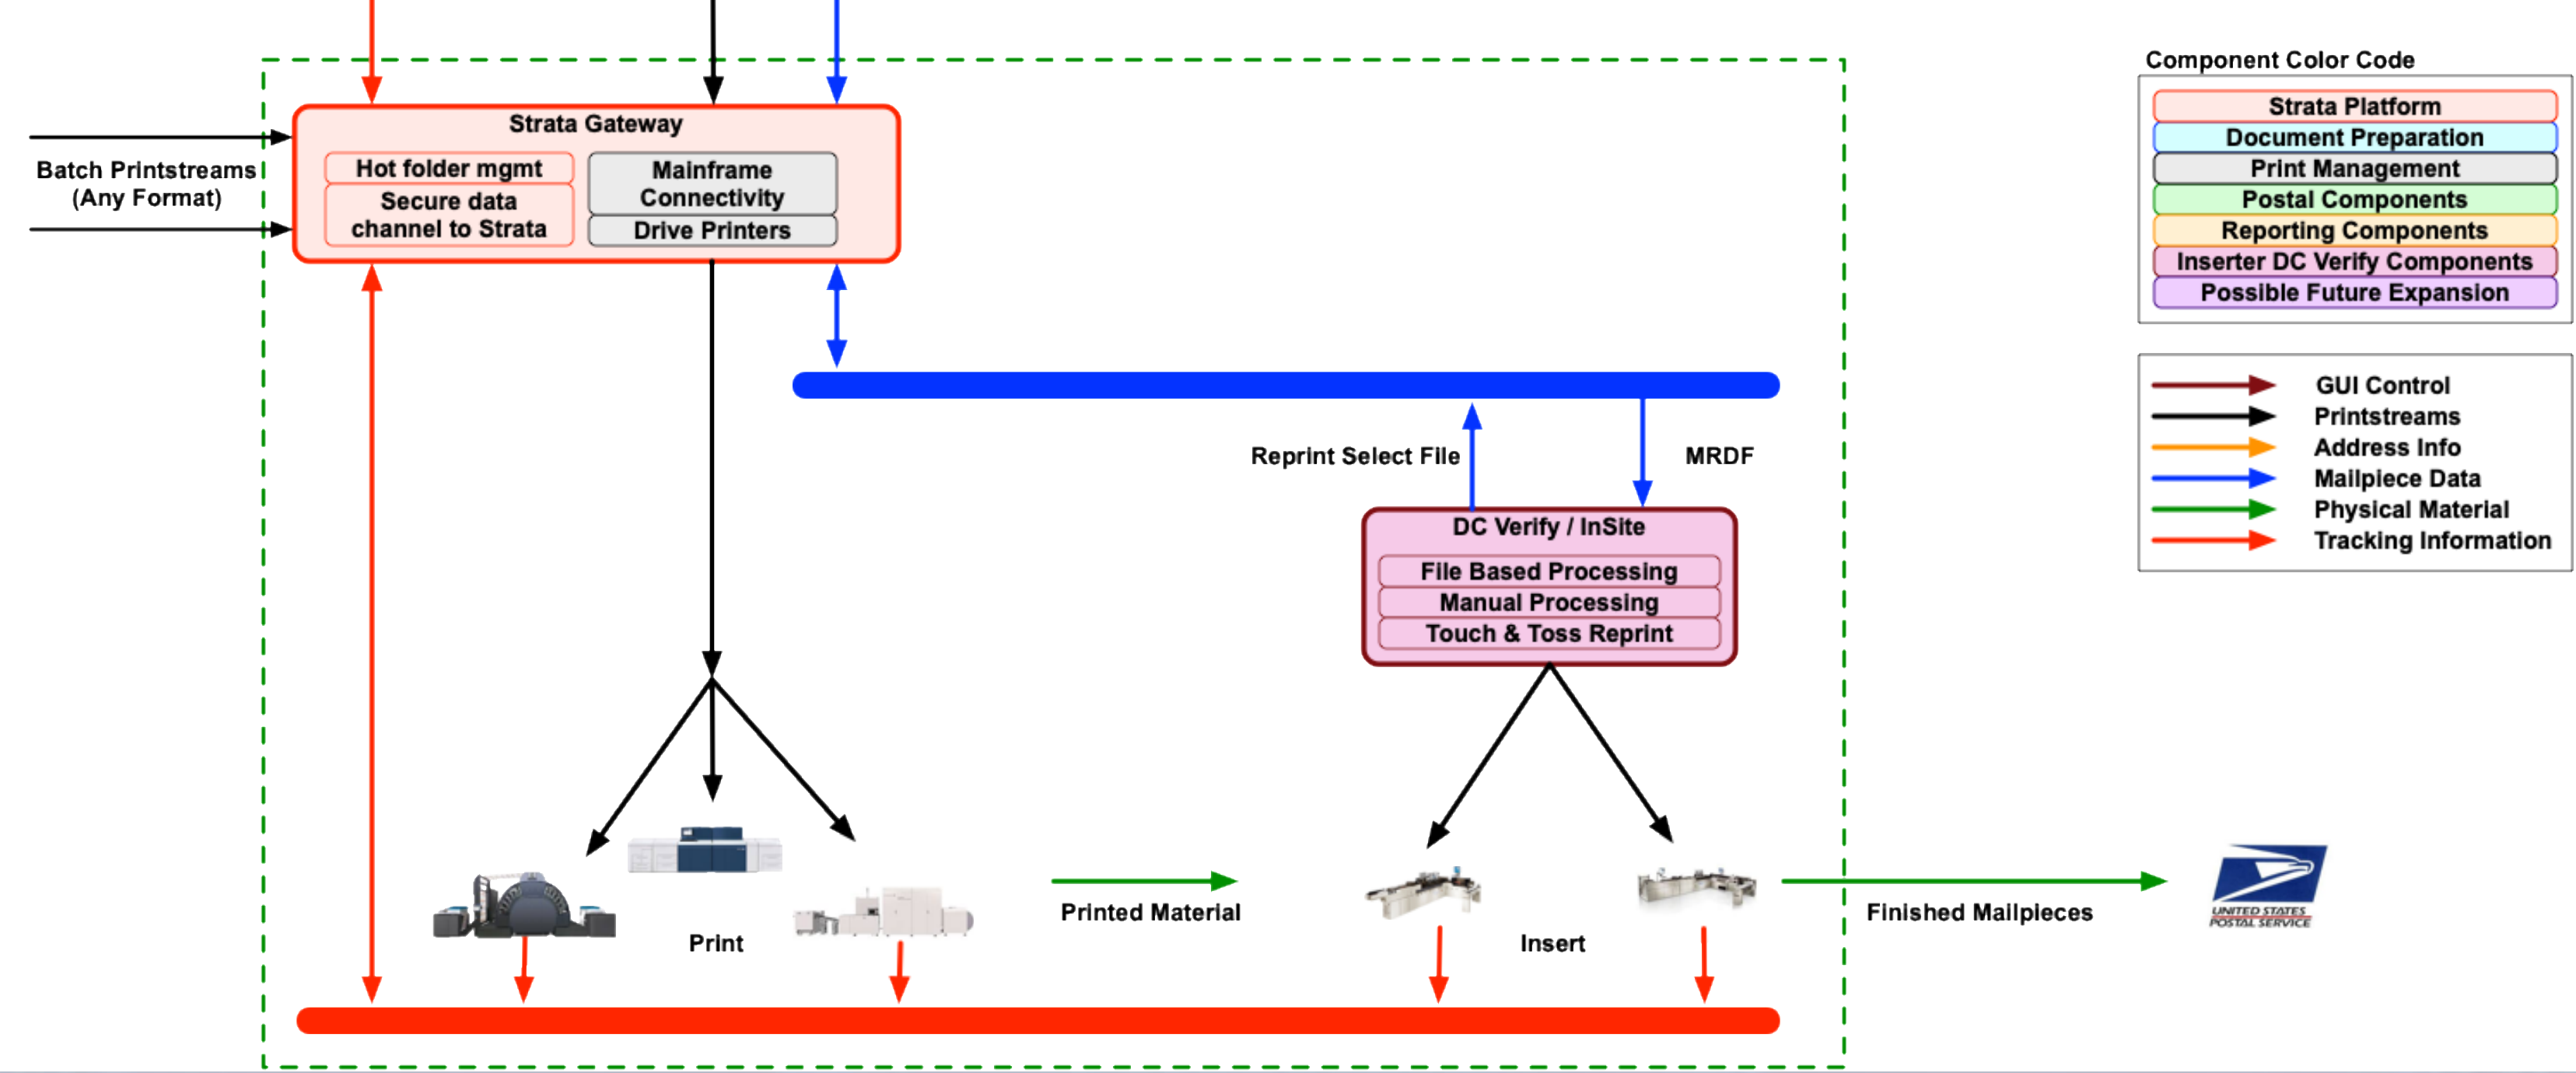 Component Color Code
Strata Platform
Document Preparation
Print Management
Postal Components
Reporting Components
Inserter DC Verify Components
Possible Future Expansion
Strata Gateway
Hot folder mgmt
Secure data
channel to Strata
Mainframe
Connectivity
Drive Printers
Batch Printstreams
(Any Format)
GUI Control
Printstreams
Address Info
Mailpiece Data
Physical Material
Tracking Information
Reprint Select File
MRDF
DC Verify / InSite
File Based Processing
Manual Processing
Touch & Toss Reprint
Print
Printed Material
Insert
Finished Mailpieces
UNITED STATES
POSTAL SERVICE